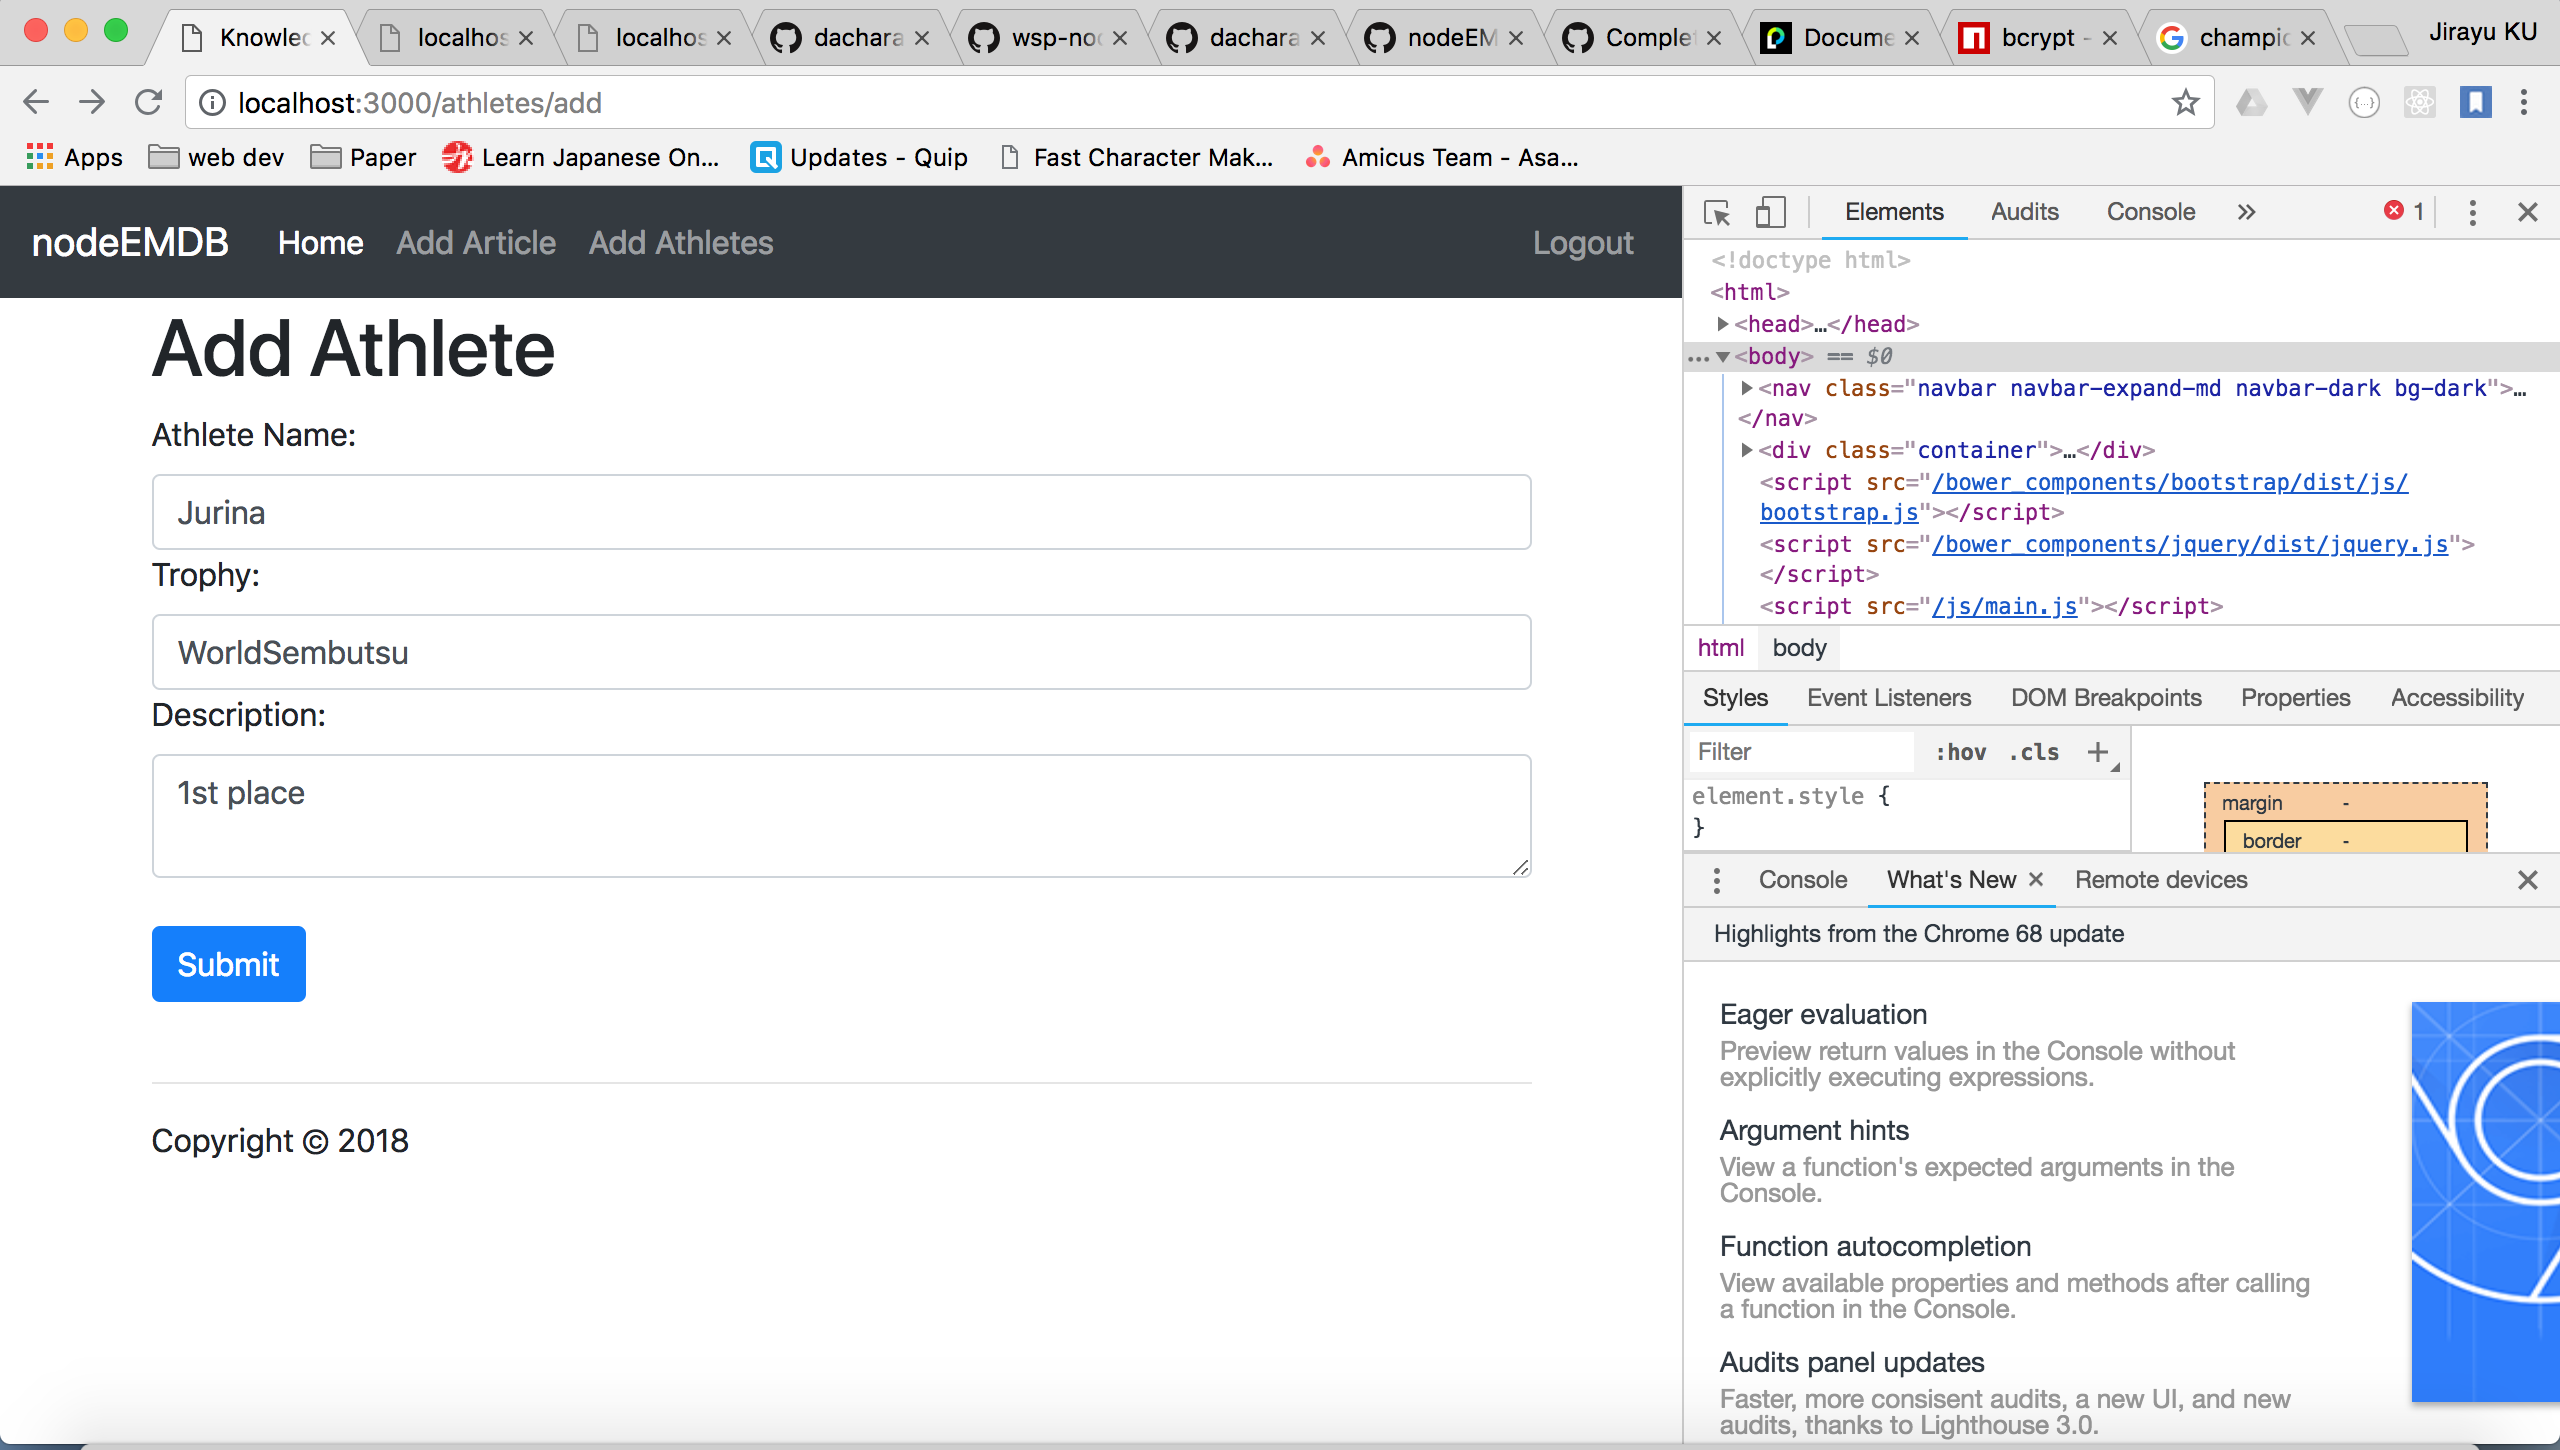 Knowlec
localhos
localhos
dachara
wsp-noc
dachara
nodeEM
Complet
Docume
bcrypt -
champic
Jirayu KU
localhost:3000/athletes/add
Apps
web dev
Paper
Learn Japanese On...
Updates - Quip
Fast Character Mak...
Amicus Team - Asa...
nodeEMDB
Home
Add Article
Add Athletes
Logout
Add Athlete
Athlete Name:
Jurina
Trophy:
WorldSembutsu
Description:
1st place
Submit
Copyright © 2018
Elements
Audits
Console
»
1
<!doctype html>
<html>
<head>…</head>
…<body> == $0
<nav class="navbar navbar-expand-md navbar-dark bg-dark">…
</nav>
<div class="container">…</div>
<script src="/bower_components/bootstrap/dist/js/
bootstrap.js"></script>
<script src="/bower_components/jquery/dist/jquery.js">
</script>
<script src="/js/main.js"></script>
html
body
Styles
Event Listeners
DOM Breakpoints
Properties
Accessibility
Filter
:hov
.cls
+
element.style {
}
margin -
border -
Console
What's New
Remote devices
Highlights from the Chrome 68 update
Eager evaluation
Preview return values in the Console without
explicitly executing expressions.
Argument hints
View a function's expected arguments in the
Console.
Function autocompletion
View available properties and methods after calling
a function in the Console.
Audits panel updates
Faster, more consisent audits, a new UI, and new
audits, thanks to Lighthouse 3.0.